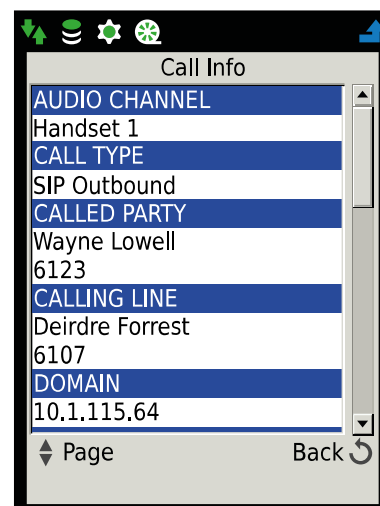 Call Info
AUDIO CHANNEL
Handset 1
CALL TYPE
SIP Outbound
CALLED PARTY
Wayne Lowell
6123
CALLING LINE
Deirdre Forrest
6107
DOMAIN
10.1.115.64
Page Back